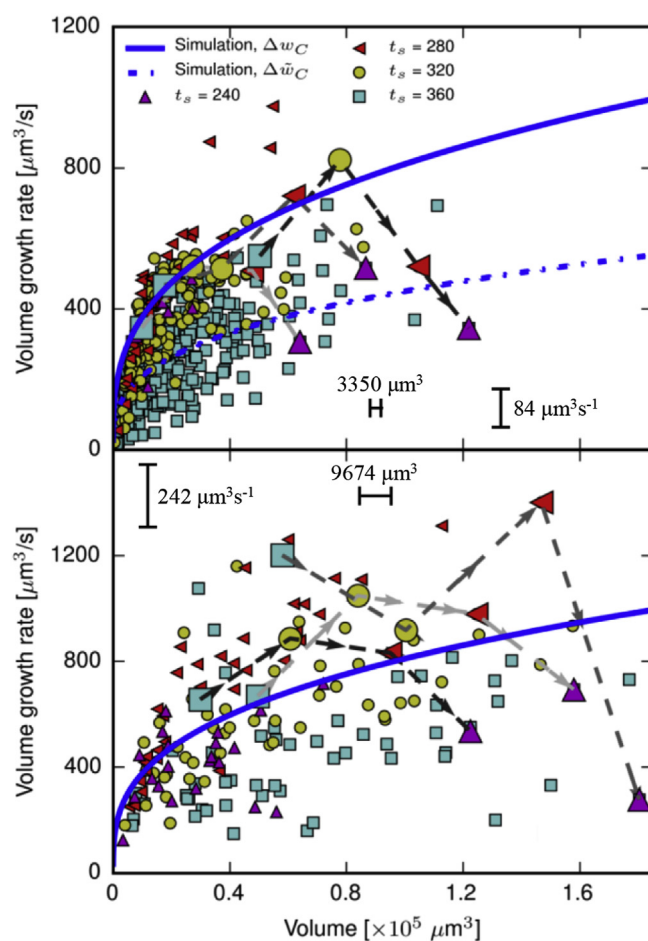 1200
800
400
0
Volume growth rate [μm³/s]
Simulation, Δw_C
Simulation, Δw̃_C
t_s = 240
t_s = 280
t_s = 320
t_s = 360
3350 μm³
84 μm³s⁻¹
242 μm³s⁻¹
9674 μm³
1200
800
400
0
Volume growth rate [μm³/s]
0 0.4 0.8 1.2 1.6
Volume [×10⁵ μm³]